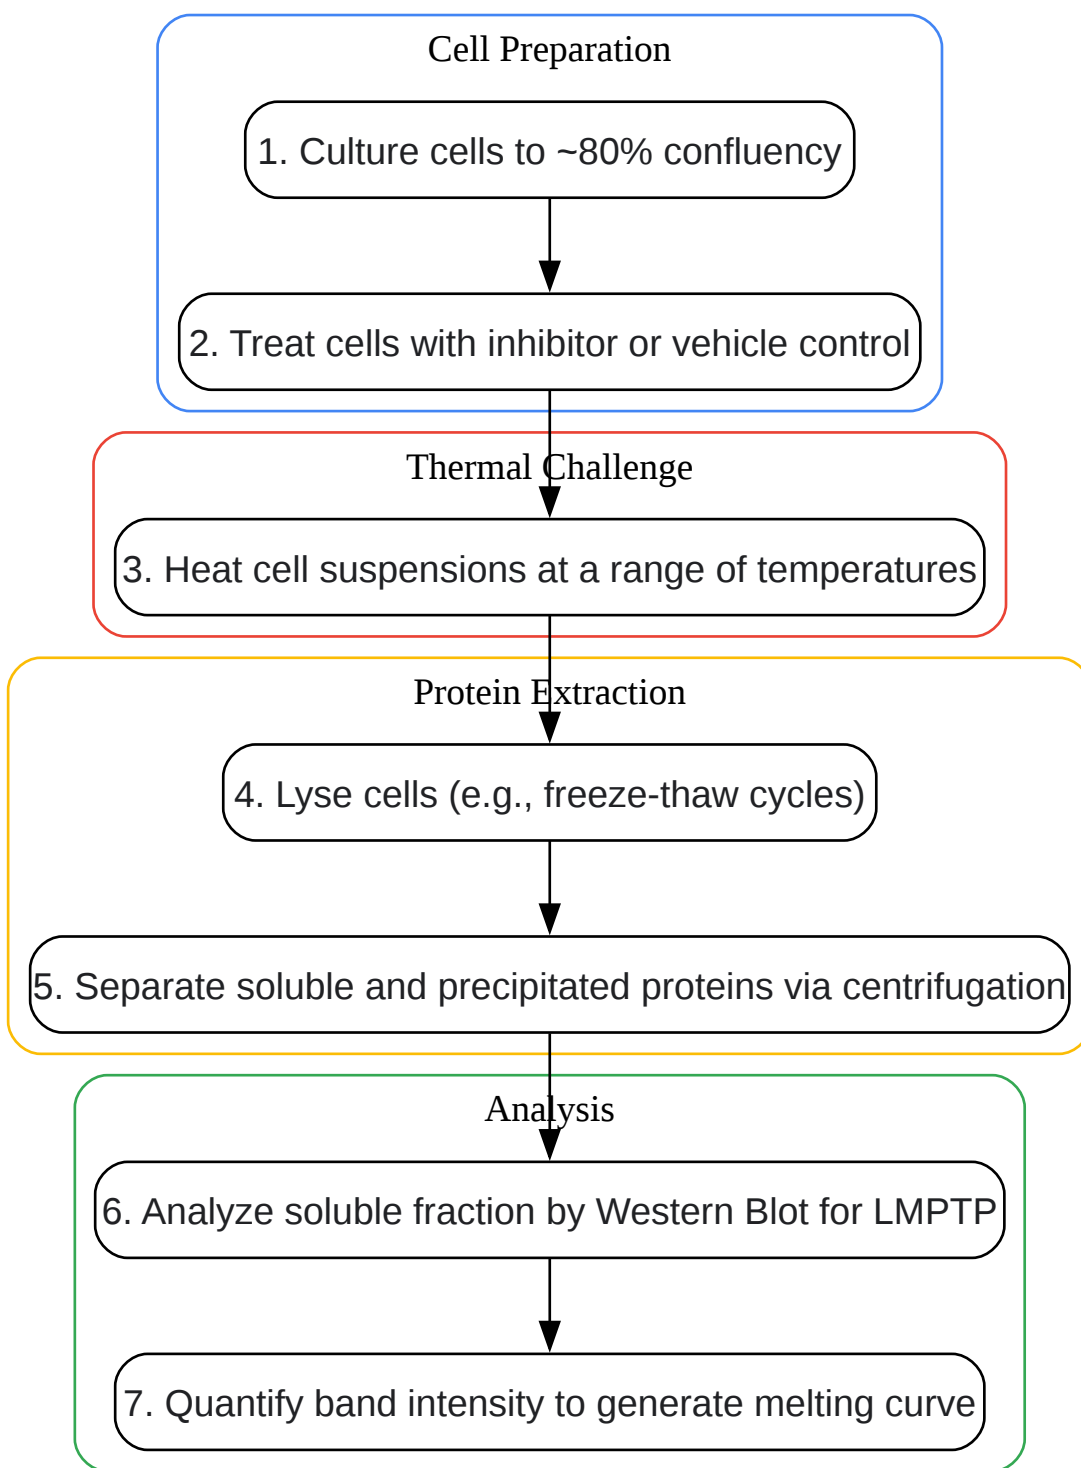 Cell Preparation
1. Culture cells to ~80% confluency
2. Treat cells with inhibitor or vehicle control
Thermal Challenge
3. Heat cell suspensions at a range of temperatures
Protein Extraction
4. Lyse cells (e.g., freeze-thaw cycles)
5. Separate soluble and precipitated proteins via centrifugation
Analysis
6. Analyze soluble fraction by Western Blot for LMPTP
7. Quantify band intensity to generate melting curve